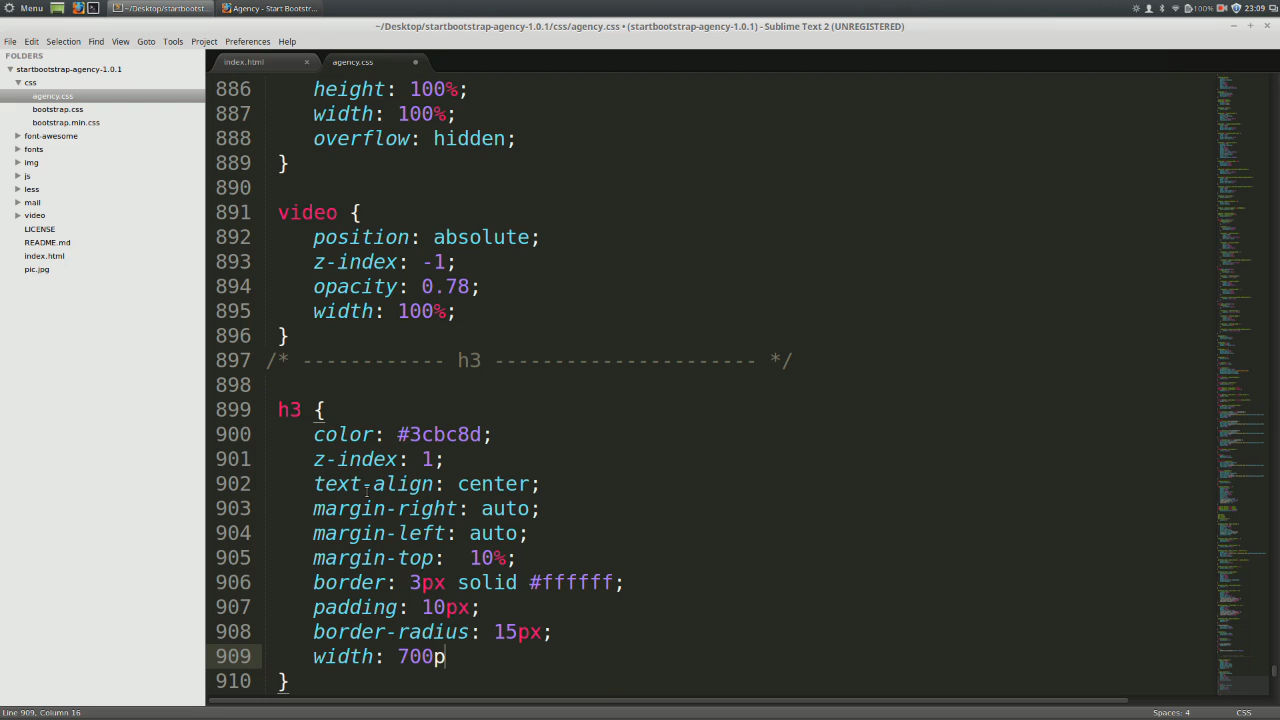 Menu
~/Desktop/startbootst...
Agency - Start Bootstr...
100%
23:09
~/Desktop/startbootstrap-agency-1.0.1/css/agency.css • (startbootstrap-agency-1.0.1) - Sublime Text 2 (UNREGISTERED)
File Edit Selection Find View Goto Tools Project Preferences Help
FOLDERS
startbootstrap-agency-1.0.1
css
agency.css
bootstrap.css
bootstrap.min.css
font-awesome
fonts
img
js
less
mail
video
LICENSE
README.md
index.html
pic.jpg
index.html
agency.css
886 height: 100%;
887 width: 100%;
888 overflow: hidden;
889 }
890
891 video {
892 position: absolute;
893 z-index: -1;
894 opacity: 0.78;
895 width: 100%;
896 }
897 /* ------------- h3 ---------------------- */
898
899 h3 {
900 color: #3cbc8d;
901 z-index: 1;
902 text-align: center;
903 margin-right: auto;
904 margin-left: auto;
905 margin-top:  10%;
906 border: 3px solid #ffffff;
907 padding: 10px;
908 border-radius: 15px;
909 width: 700p
910 }
Line 909, Column 16
Spaces: 4
CSS